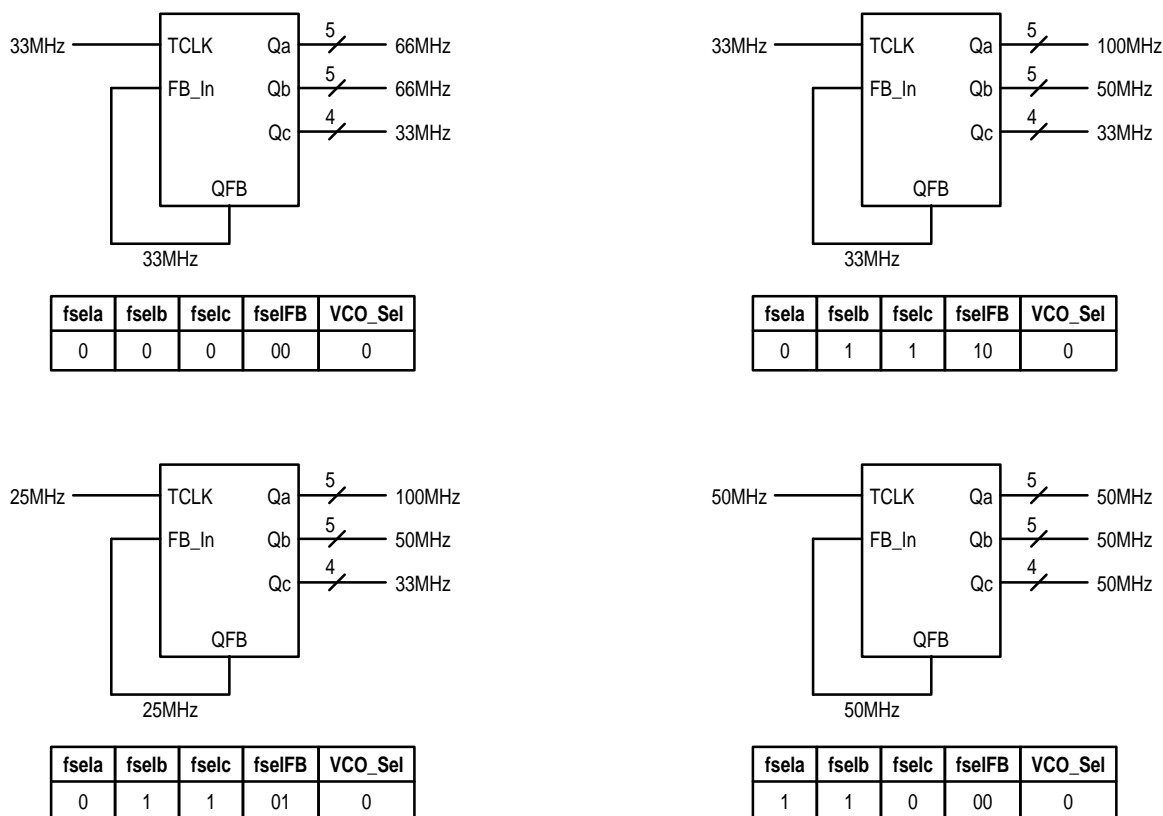 33MHz
TCLK
FB_In
Qa
Qb
Qc
QFB
5
5
4
66MHz
66MHz
33MHz
33MHz
fsela fselb fselc fselFB VCO_Sel
0 0 0 00 0
33MHz
TCLK
FB_In
Qa
Qb
Qc
QFB
5
5
4
100MHz
50MHz
33MHz
33MHz
fsela fselb fselc fselFB VCO_Sel
0 1 1 10 0
25MHz
TCLK
FB_In
Qa
Qb
Qc
QFB
5
5
4
100MHz
50MHz
33MHz
25MHz
fsela fselb fselc fselFB VCO_Sel
0 1 1 01 0
50MHz
TCLK
FB_In
Qa
Qb
Qc
QFB
5
5
4
50MHz
50MHz
50MHz
50MHz
fsela fselb fselc fselFB VCO_Sel
1 1 0 00 0